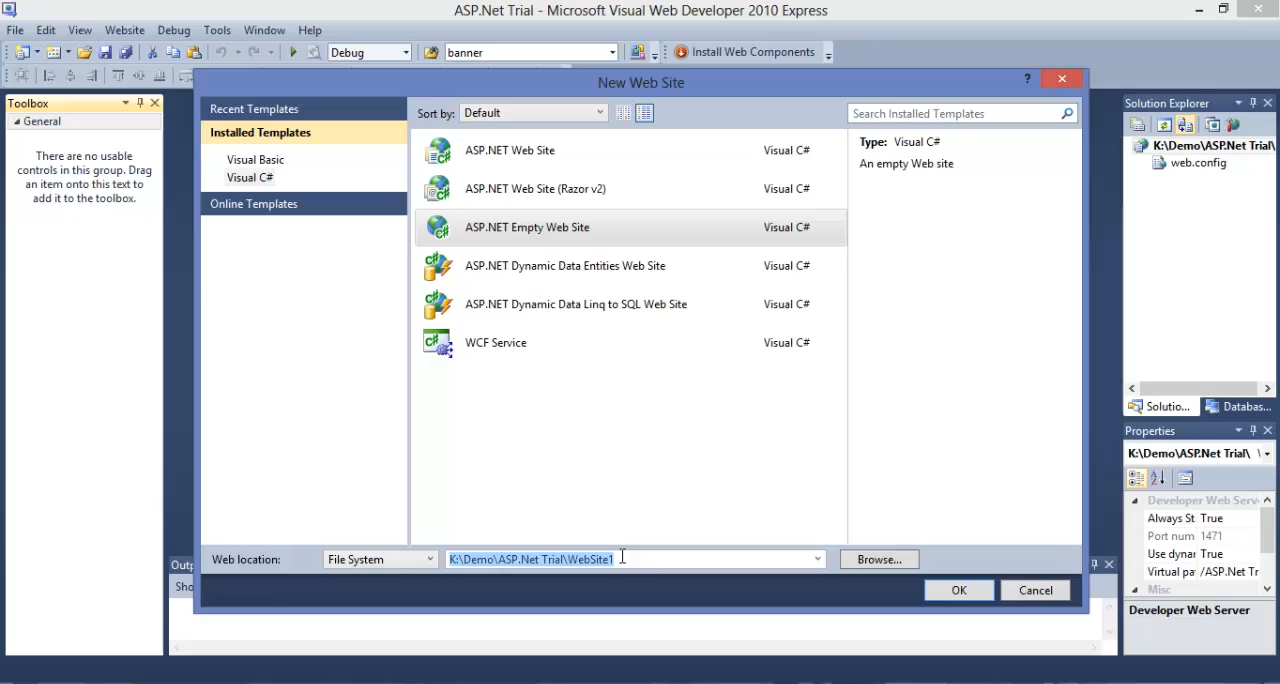 ASP.Net Trial - Microsoft Visual Web Developer 2010 Express
File Edit View Website Debug Tools Window Help
Debug banner Install Web Components
Toolbox
General
There are no usable
controls in this group. Drag
an item onto this text to
add it to the toolbox.
New Web Site
?
Recent Templates
Installed Templates
Visual Basic
Visual C#
Online Templates
Sort by: Default
Search Installed Templates
ASP.NET Web Site Visual C#
ASP.NET Web Site (Razor v2) Visual C#
ASP.NET Empty Web Site Visual C#
ASP.NET Dynamic Data Entities Web Site Visual C#
ASP.NET Dynamic Data Linq to SQL Web Site Visual C#
WCF Service Visual C#
Type: Visual C#
An empty Web site
Web location: File System K:\Demo\ASP.Net Trial\WebSite1 Browse...
OK Cancel
Outp
Sho
Solution Explorer
K:\Demo\ASP.Net Trial\
web.config
Solutio... Databas...
Properties
K:\Demo\ASP.Net Trial\ \
Developer Web Serv
Always St True
Port num 1471
Use dynar True
Virtual pa /ASP.Net Tr
Misc
Developer Web Server